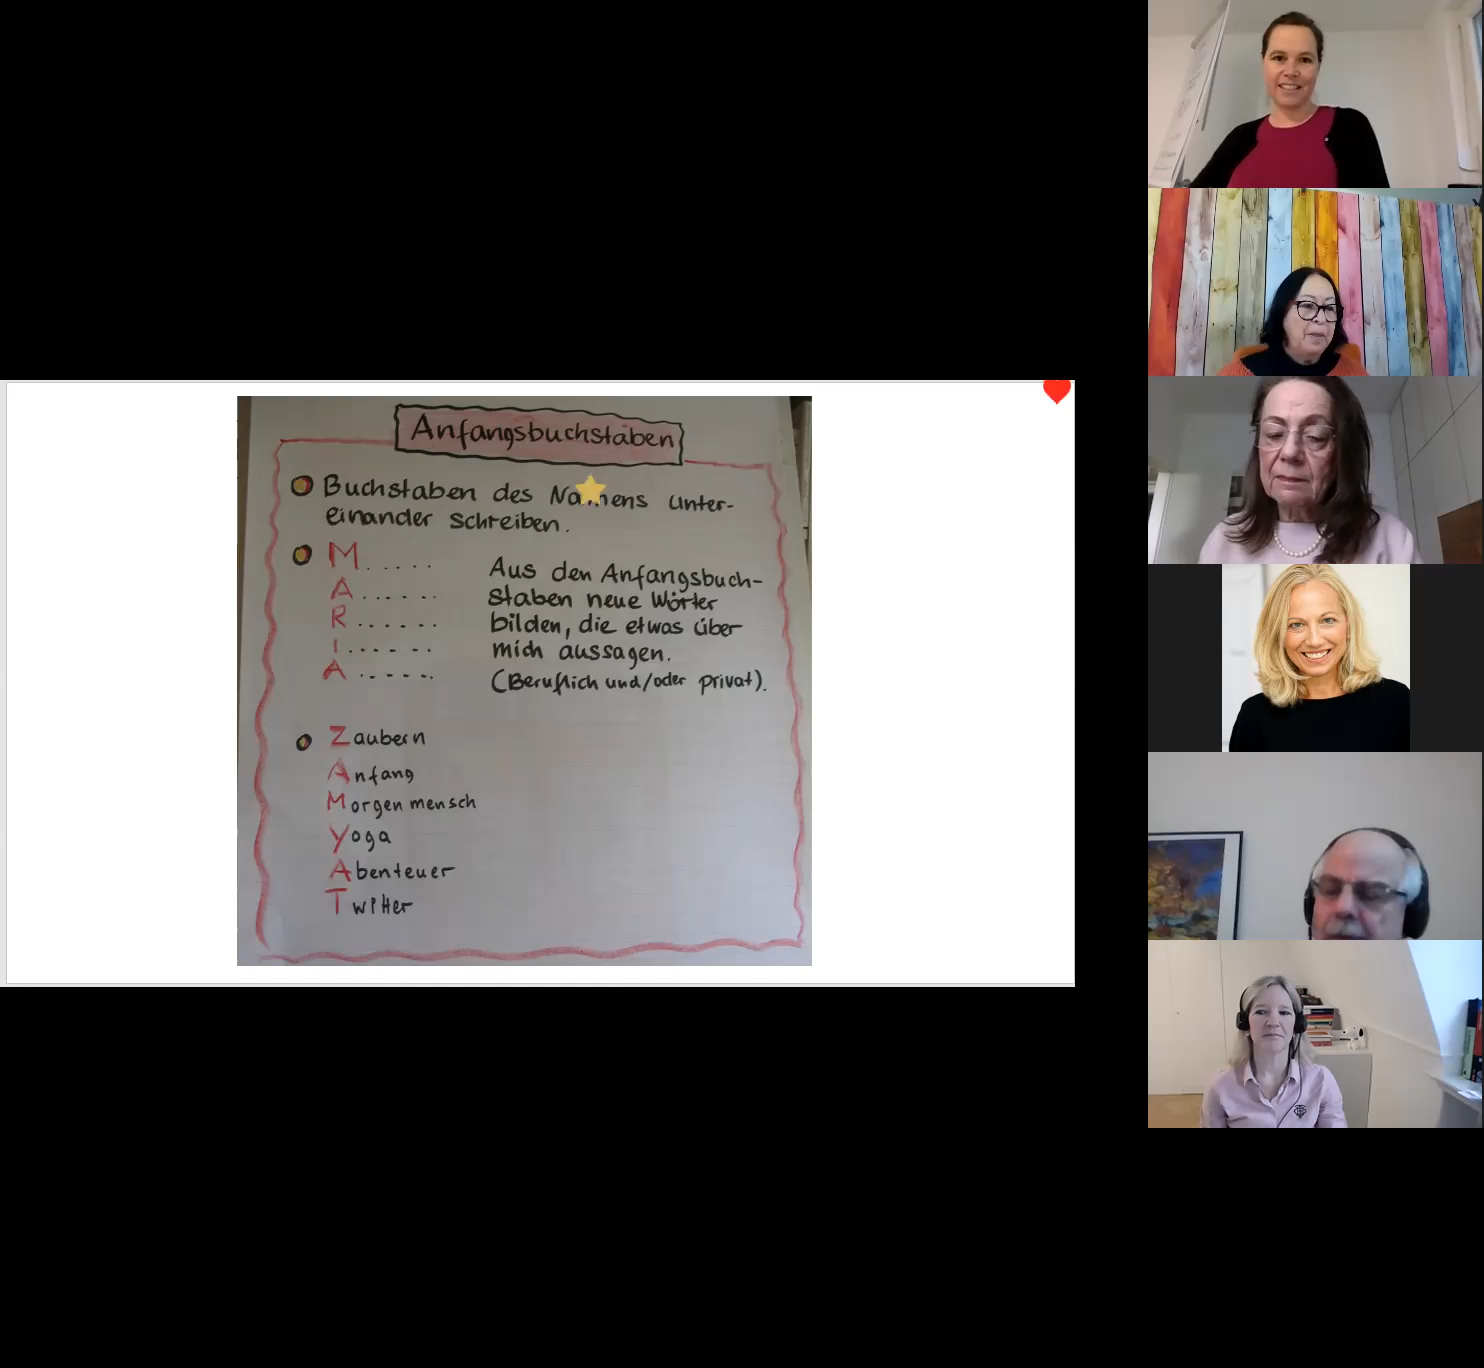 Anfangsbuchstaben
Buchstaben des Namens unter-
einander schreiben.
M.....
A......
R......
I......
A......
Aus den Anfangsbuch-
staben neue Wörter
bilden, die etwas über
mich aussagen.
(Beruflich und/oder privat).
Zaubern
Anfang
Morgenmensch
Yoga
Abenteuer
Twitter